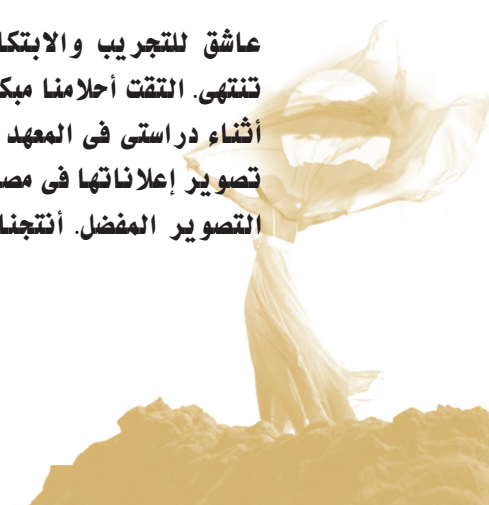 عاشق للتجريب والابتكا
تنتهى. التقت أحلامنا مبك
أثناء دراستى فى المعهد
تصوير إعلاناتها فى مص
التصوير المفضل. أنتجنا